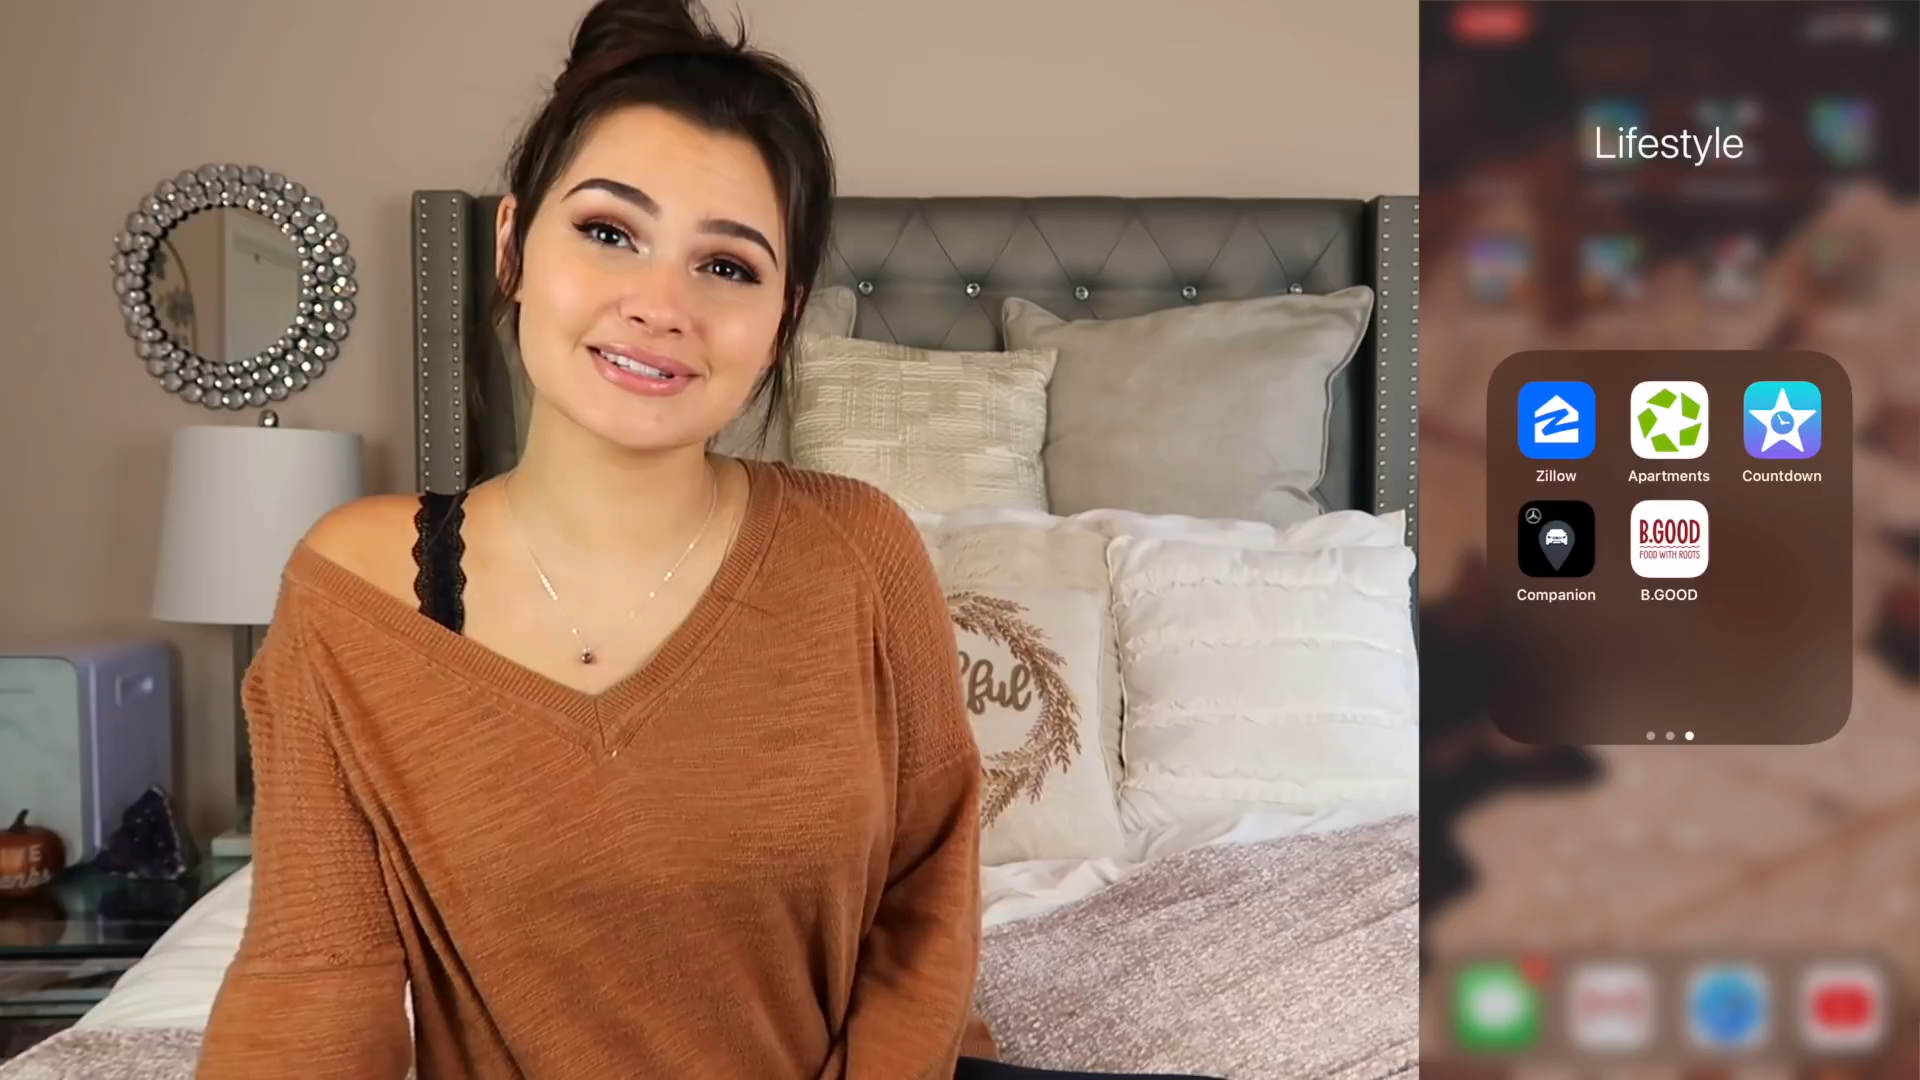 Lifestyle
Zillow
Apartments
Countdown
B.GOOD
FOOD WITH ROOTS
Companion
B.GOOD